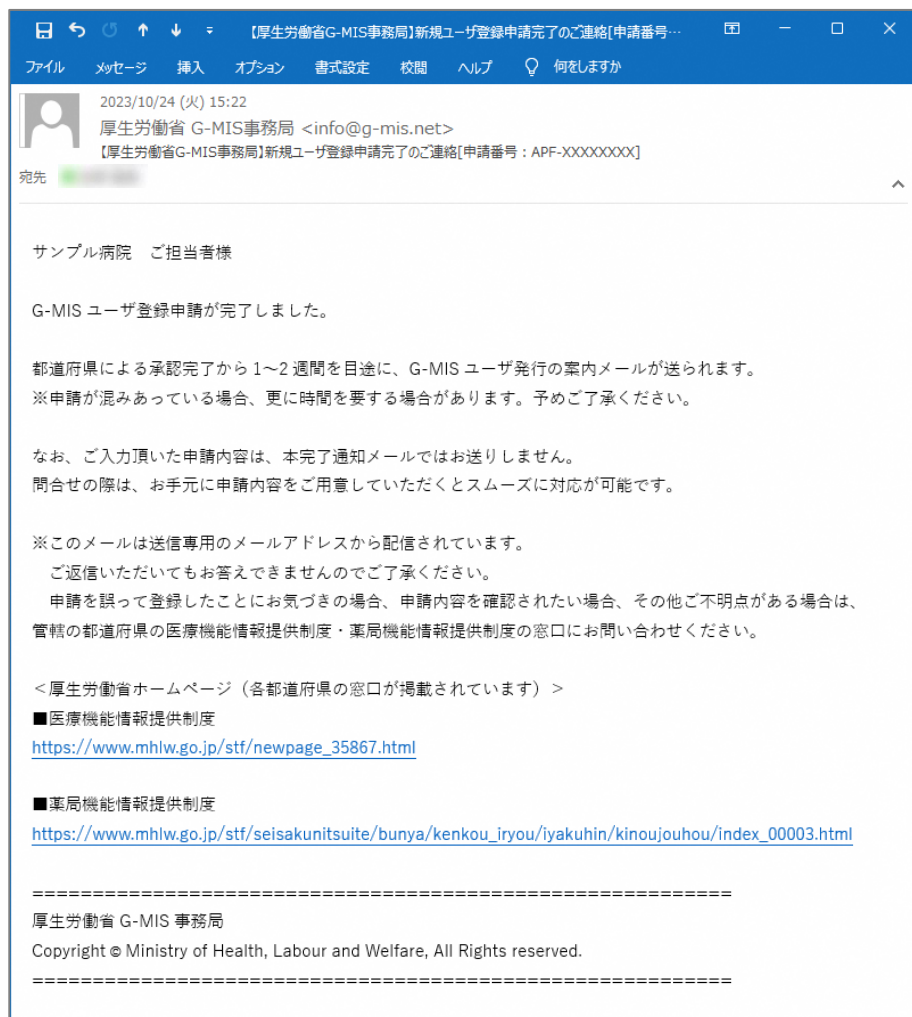 【厚生労働省G-MIS事務局】新規ユーザ登録申請完了のご連絡[申請番号…
ファイル メッセージ 挿入 オプション 書式設定 校閲 ヘルプ 何をしますか
2023/10/24 (火) 15:22
厚生労働省 G-MIS事務局 <info@g-mis.net>
【厚生労働省G-MIS事務局】新規ユーザ登録申請完了のご連絡[申請番号：APF-XXXXXXXX]
宛先
サンプル病院　ご担当者様
G-MIS ユーザ登録申請が完了しました。
都道府県による承認完了から 1～2 週間を目途に、G-MIS ユーザ発行の案内メールが送られます。
※申請が混みあっている場合、更に時間を要する場合があります。予めご了承ください。
なお、ご入力頂いた申請内容は、本完了通知メールではお送りしません。
問合せの際は、お手元に申請内容をご用意していただくとスムーズに対応が可能です。
※このメールは送信専用のメールアドレスから配信されています。
ご返信いただいてもお答えできませんのでご了承ください。
申請を誤って登録したことにお気づきの場合、申請内容を確認されたい場合、その他ご不明点がある場合は、
管轄の都道府県の医療機能情報提供制度・薬局機能情報提供制度の窓口にお問い合わせください。
＜厚生労働省ホームページ（各都道府県の窓口が掲載されています）＞
■医療機能情報提供制度
https://www.mhlw.go.jp/stf/newpage_35867.html
■薬局機能情報提供制度
https://www.mhlw.go.jp/stf/seisakunitsuite/bunya/kenkou_iryou/iyakuhin/kinoujouhou/index_00003.html
==========================================================
厚生労働省 G-MIS 事務局
Copyright © Ministry of Health, Labour and Welfare, All Rights reserved.
==========================================================